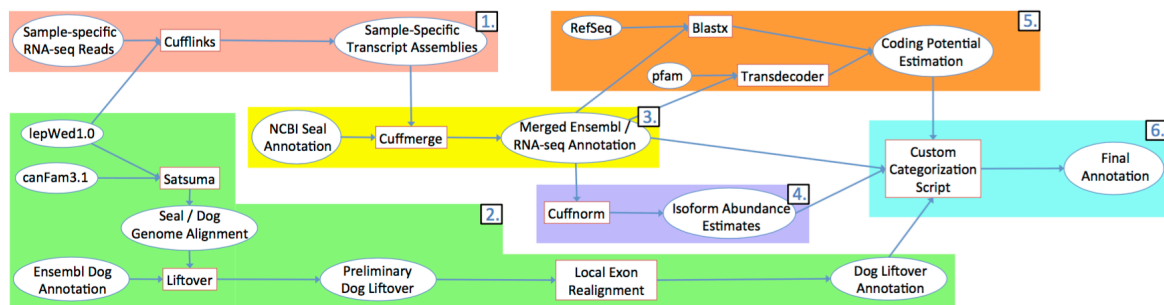 1.
Sample-specific
RNA-seq Reads
Cufflinks
Sample-Specific
Transcript Assemblies
5.
RefSeq
Blastx
pfam
Transdecoder
Coding Potential
Estimation
lepWed1.0
canFam3.1
Satsuma
Seal / Dog
Genome Alignment
2.
Ensembl Dog
Annotation
Liftover
Preliminary
Dog Liftover
Local Exon
Realignment
Dog Liftover
Annotation
3.
NCBI Seal
Annotation
Cuffmerge
Merged Ensembl /
RNA-seq Annotation
4.
Cuffnorm
Isoform Abundance
Estimates
6.
Custom
Categorization
Script
Final
Annotation